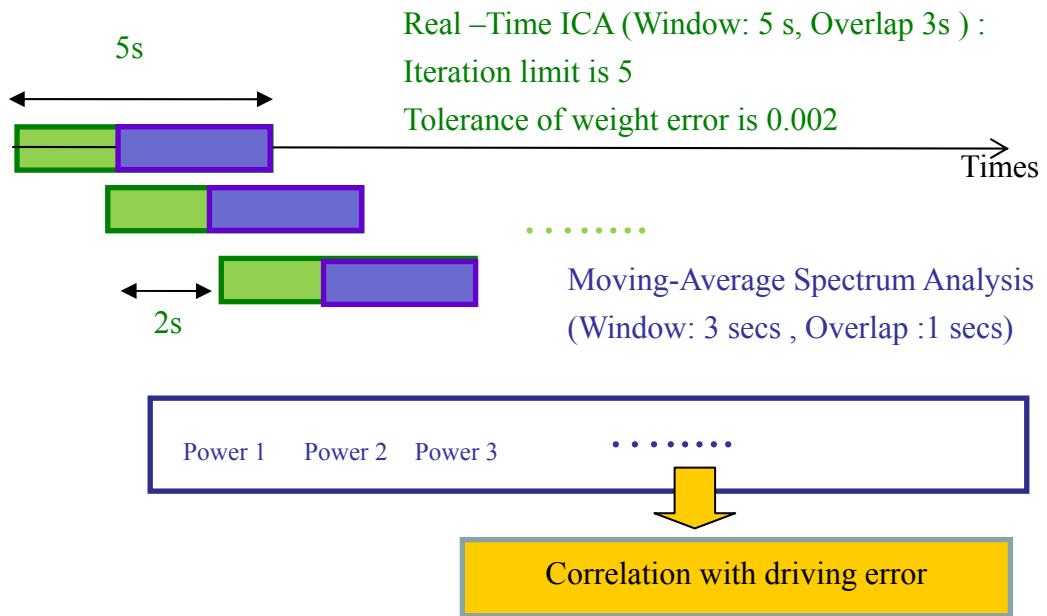 Real –Time ICA (Window: 5 s, Overlap 3s ) :
5s
Iteration limit is 5
Tolerance of weight error is 0.002
Times
Moving-Average Spectrum Analysis
2s
(Window: 3 secs , Overlap :1 secs)
Power 1 Power 2 Power 3
Correlation with driving error